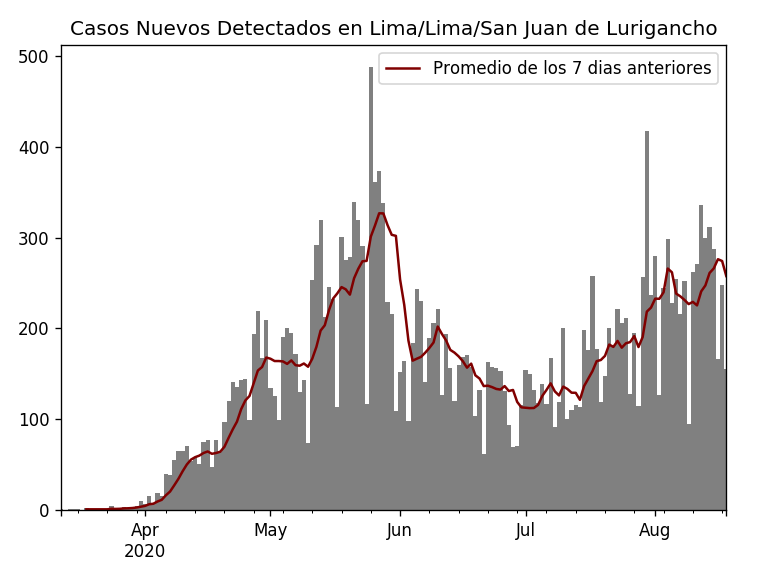 Casos Nuevos Detectados en Lima/Lima/San Juan de Lurigancho
Promedio de los 7 dias anteriores
500
400
300
200
100
0
Apr
2020
May
Jun
Jul
Aug